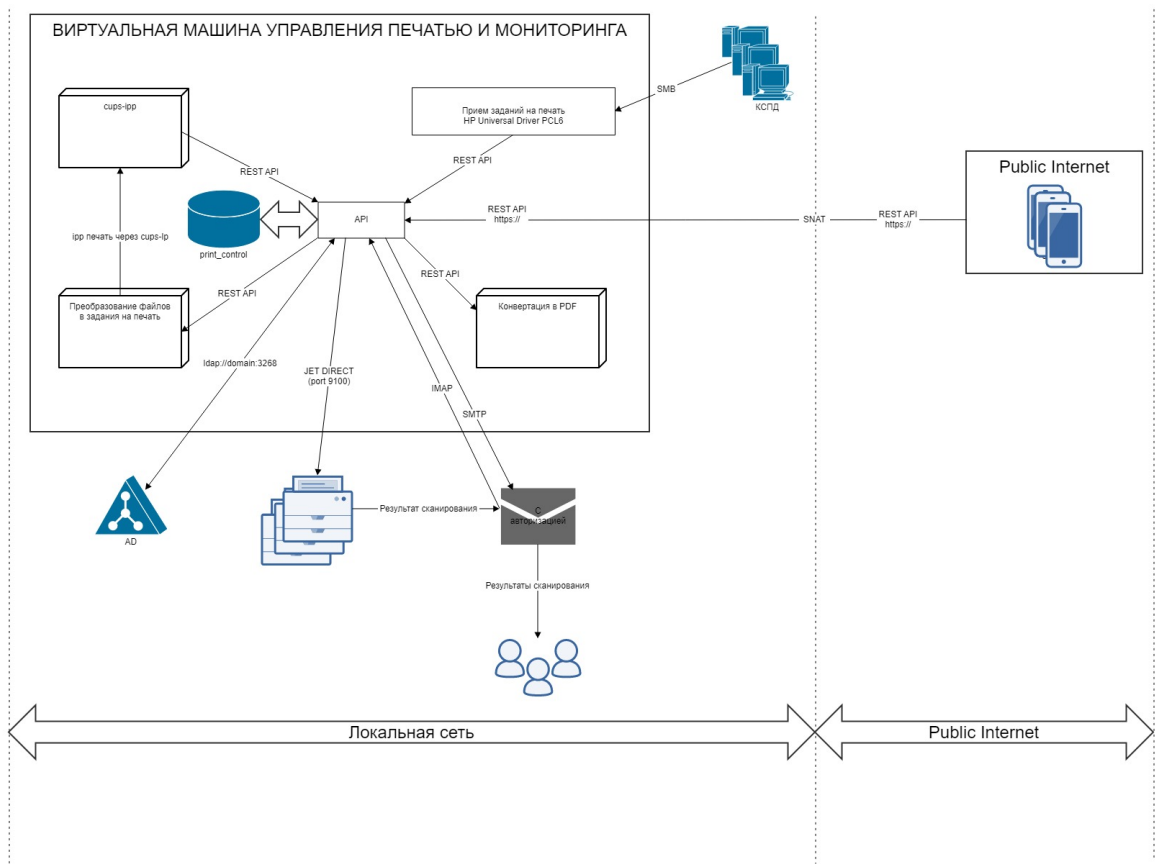 ВИРТУАЛЬНАЯ МАШИНА УПРАВЛЕНИЯ ПЕЧАТЬЮ И МОНИТОРИНГА
cups-ipp
Прием заданий на печать
HP Universal Driver PCL6
SMB
КСПД
REST API
REST API
Public Internet
print_control
API
REST API
https://
SNAT
REST API
https://
ipp печать через cups-lp
REST API
REST API
Преобразование файлов
в задания на печать
Конвертация в PDF
ldap://domain:3268
JET DIRECT
(port 9100)
IMAP
SMTP
AD
Результат сканирования
С
авторизацией
Результаты сканирования
Локальная сеть
Public Internet